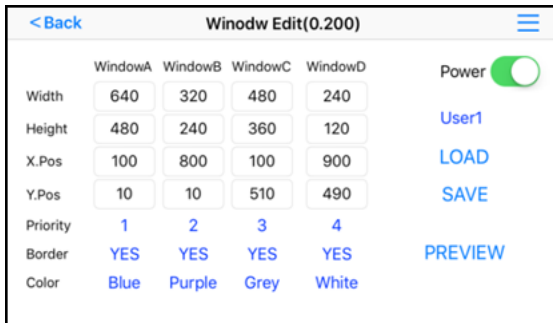 <Back Winodw Edit(0.200)
WindowA WindowB WindowC WindowD Power
Width 640 320 480 240
Height 480 240 360 120 User1
X.Pos 100 800 100 900 LOAD
Y.Pos 10 10 510 490 SAVE
Priority 1 2 3 4
Border YES YES YES YES PREVIEW
Color Blue Purple Grey White